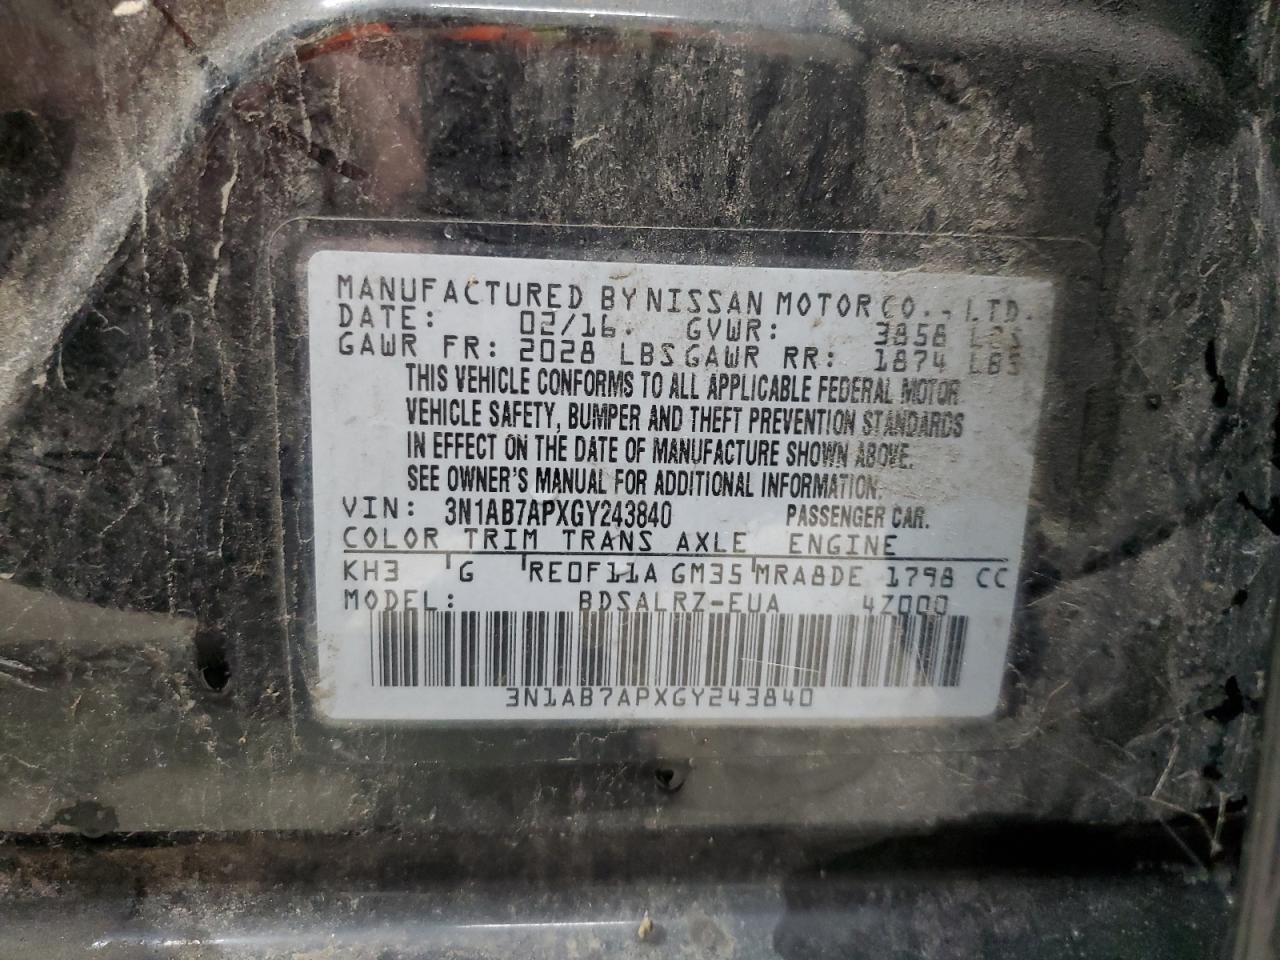 MANUFACTURED BY NISSAN MOTOR CO., LTD.
DATE: 02/16 GVWR: 3858 LBS
GAWR FR: 2028 LBS GAWR RR: 1874 LBS
THIS VEHICLE CONFORMS TO ALL APPLICABLE FEDERAL MOTOR
VEHICLE SAFETY, BUMPER AND THEFT PREVENTION STANDARDS
IN EFFECT ON THE DATE OF MANUFACTURE SHOWN ABOVE.
SEE OWNER'S MANUAL FOR ADDITIONAL INFORMATION.
VIN: 3N1AB7APXGY243840 PASSENGER CAR.
COLOR TRIM TRANS AXLE ENGINE
KH3 G RE0F11A GM35 MRA8DE 1798 CC
MODEL: BDSALRZ-EUA 4Z000
3N1AB7APXGY243840